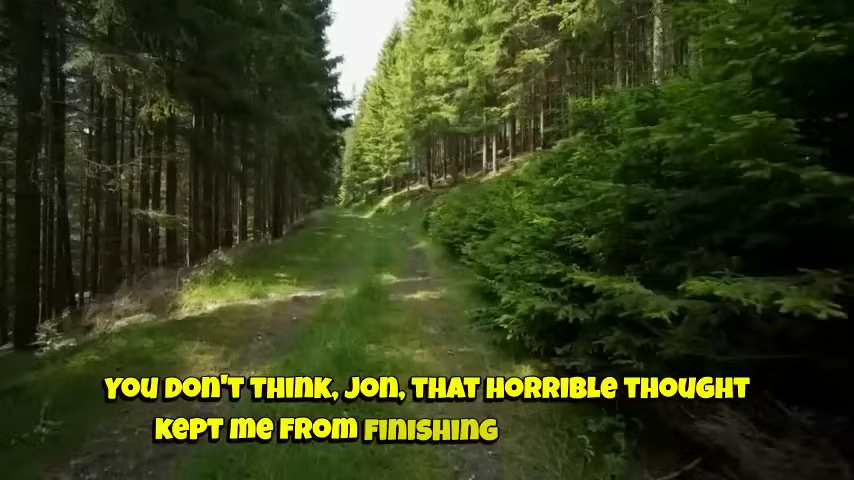 YOU DON'T THINK, JON, THAT HORRIBLE THOUGHT
KEPT ME FROM FINISHING